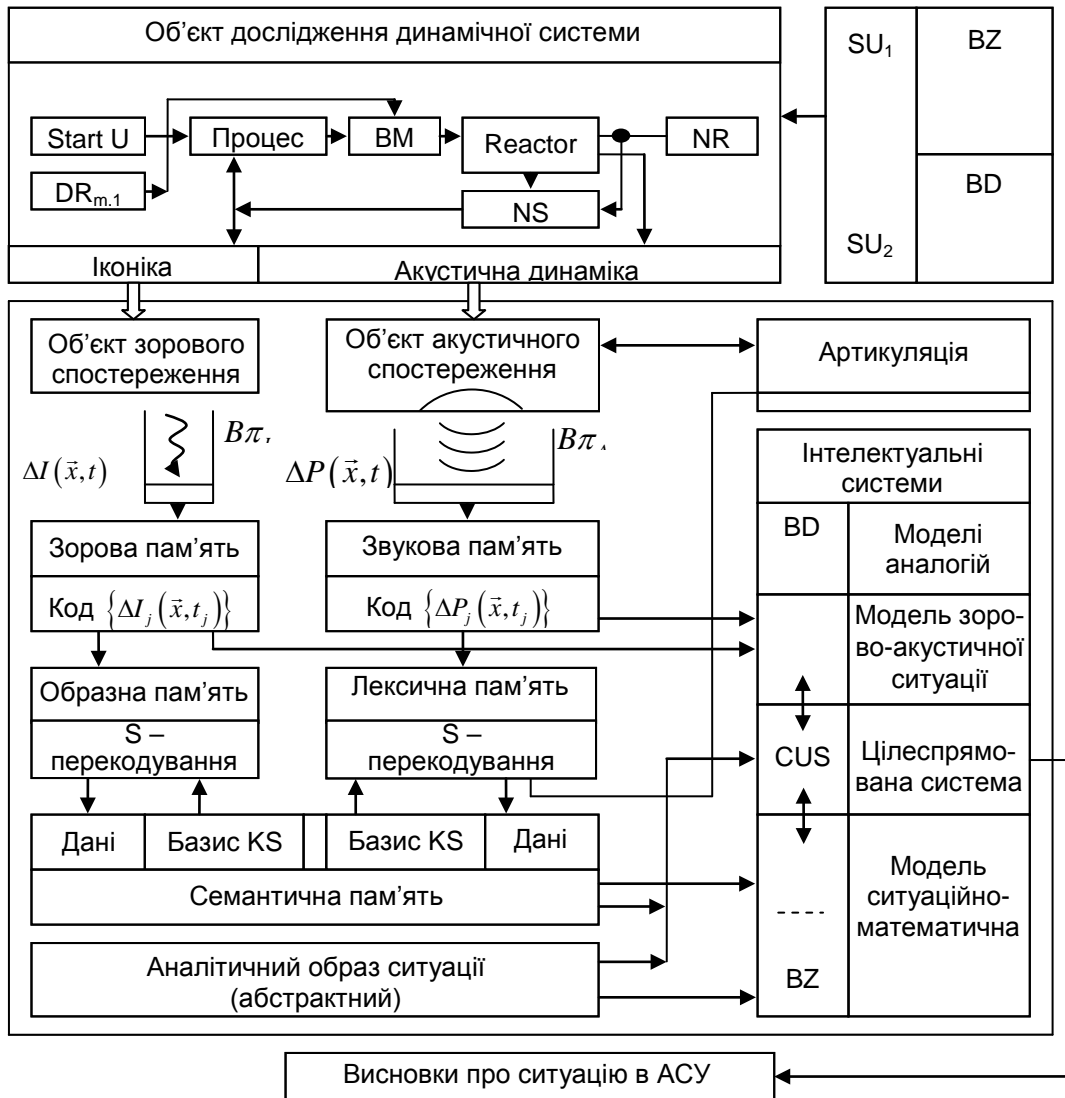 Об’єкт дослідження динамічної системи
SU₁
BZ
Start U
Процес
BM
Reactor
NR
DRₘ.₁
NS
BD
SU₂
Іконіка
Акустична динаміка
Об’єкт зорового
спостереження
Об’єкт акустичного
спостереження
Артикуляція
Bπ
Bπ
ΔI(x⃗,t)
ΔP(x⃗,t)
Інтелектуальні
системи
Зорова пам’ять
Звукова пам’ять
BD
Моделі
аналогій
Код {ΔIⱼ(x⃗,tⱼ)}
Код {ΔPⱼ(x⃗,tⱼ)}
Модель зоро-
во-акустичної
ситуації
Образна пам’ять
Лексична пам’ять
S –
перекодування
S –
перекодування
CUS
Цілеспрямо-
вана система
Дані
Базис KS
Базис KS
Дані
Семантична пам’ять
Модель
ситуаційно-
математична
Аналітичний образ ситуації
(абстрактний)
BZ
Висновки про ситуацію в АСУ